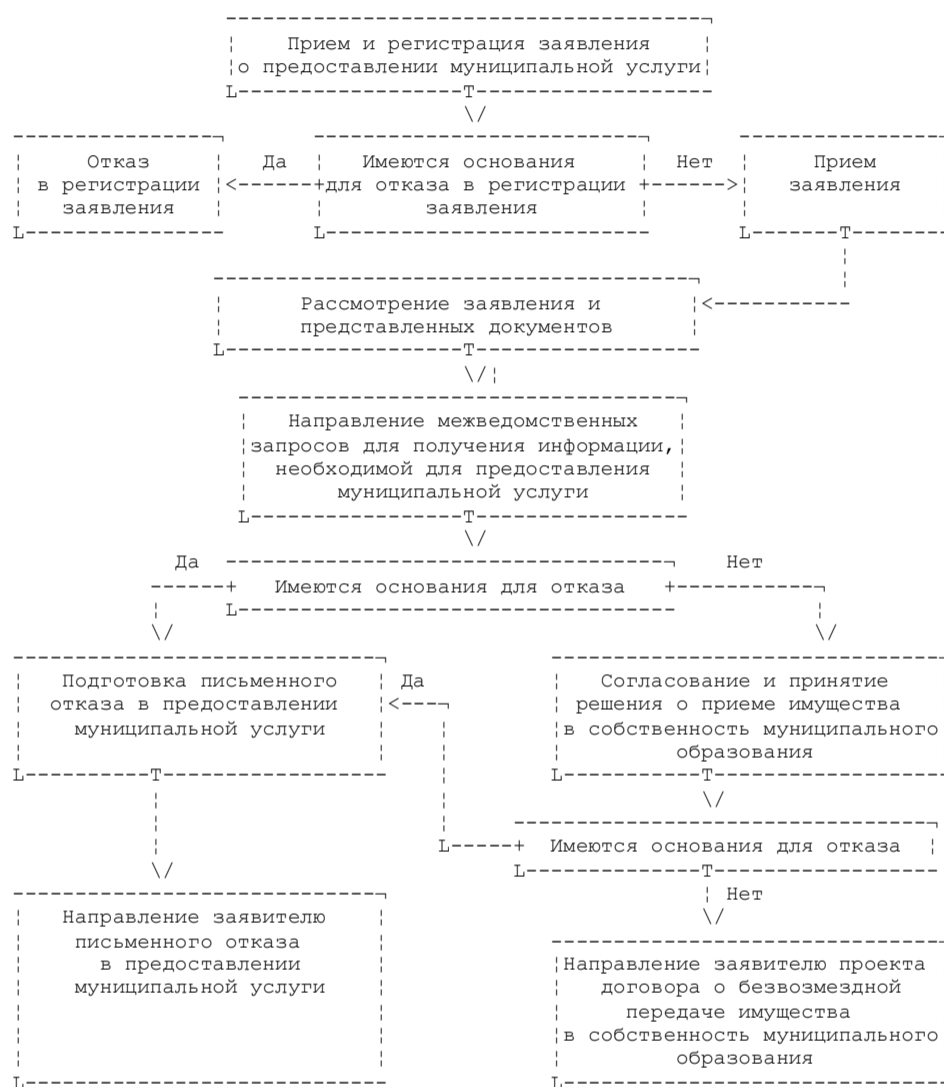 Прием и регистрация заявления
о предоставлении муниципальной услуги
Отказ
в регистрации
заявления
Да
Имеются основания
для отказа в регистрации
заявления
Нет
Прием
заявления
Рассмотрение заявления и
представленных документов
Направление межведомственных
запросов для получения информации,
необходимой для предоставления
муниципальной услуги
Да
Имеются основания для отказа
Нет
Подготовка письменного
отказа в предоставлении
муниципальной услуги
Да
Согласование и принятие
решения о приеме имущества
в собственность муниципального
образования
Имеются основания для отказа
Нет
Направление заявителю
письменного отказа
в предоставлении
муниципальной услуги
Направление заявителю проекта
договора о безвозмездной
передаче имущества
в собственность муниципального
образования